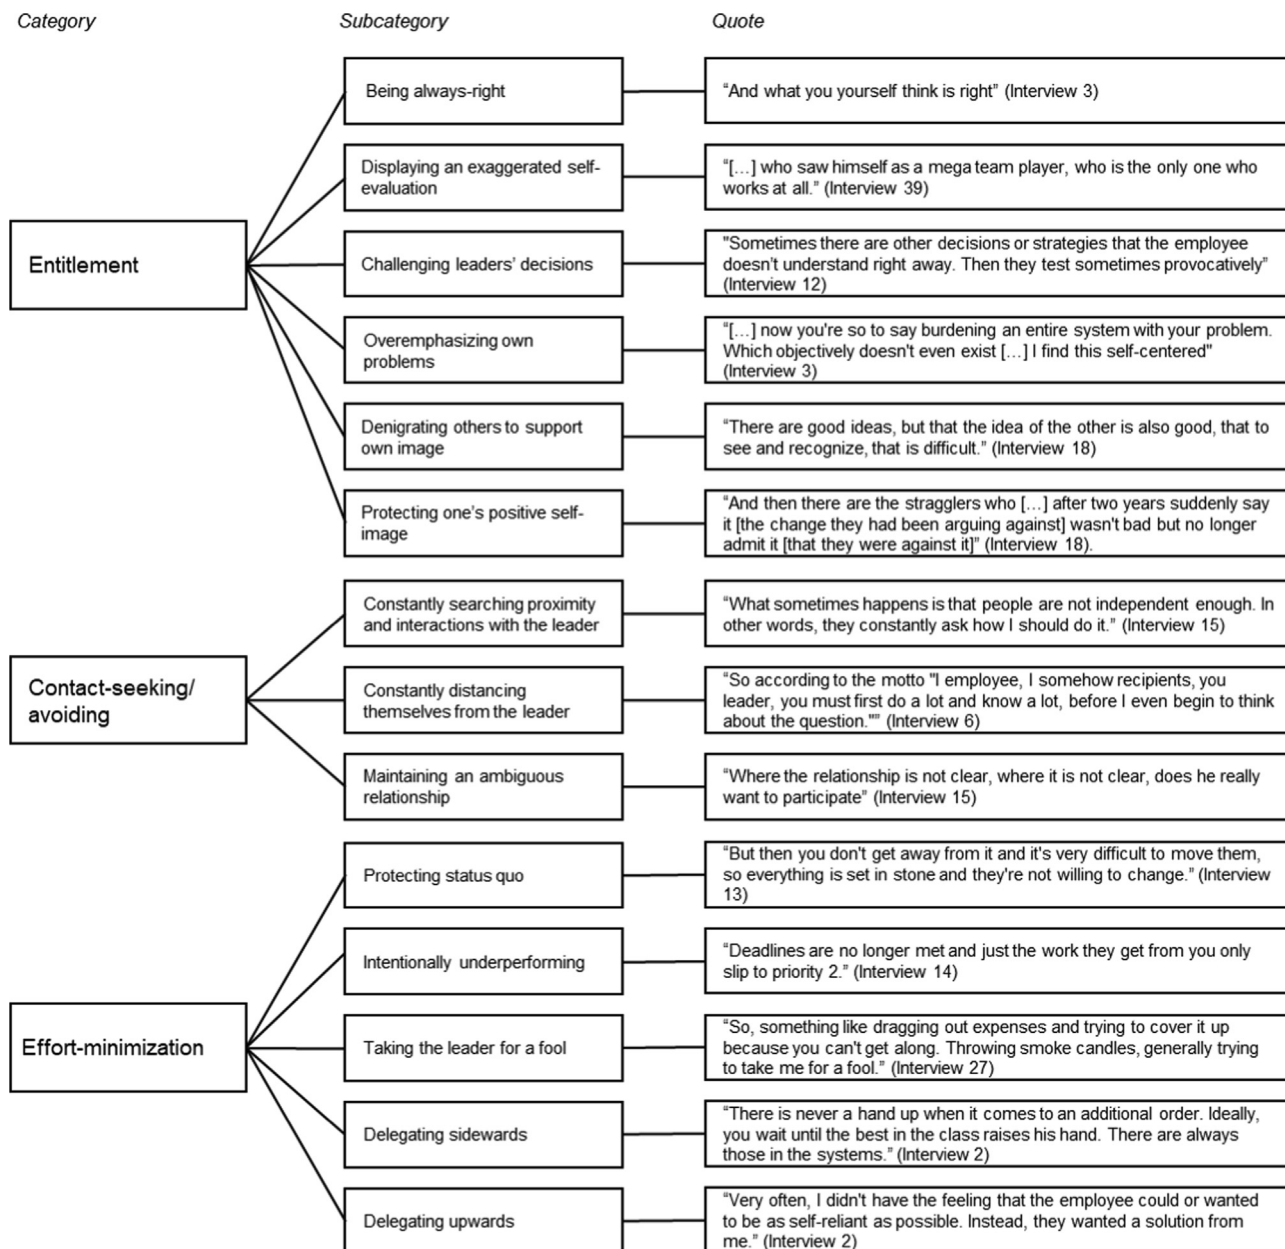 Category
Subcategory
Quote
Entitlement
Being always-right
“And what you yourself think is right” (Interview 3)
Displaying an exaggerated self-
evaluation
“[…] who saw himself as a mega team player, who is the only one who
works at all.” (Interview 39)
Challenging leaders’ decisions
"Sometimes there are other decisions or strategies that the employee
doesn’t understand right away. Then they test sometimes provocatively”
(Interview 12)
Overemphasizing own
problems
“[…] now you're so to say burdening an entire system with your problem.
Which objectively doesn't even exist […] I find this self-centered"
(Interview 3)
Denigrating others to support
own image
“There are good ideas, but that the idea of the other is also good, that to
see and recognize, that is difficult.” (Interview 18)
Protecting one’s positive self-
image
“And then there are the stragglers who […] after two years suddenly say
it [the change they had been arguing against] wasn't bad but no longer
admit it [that they were against it]” (Interview 18).
Contact-seeking/
avoiding
Constantly searching proximity
and interactions with the leader
“What sometimes happens is that people are not independent enough. In
other words, they constantly ask how I should do it.” (Interview 15)
Constantly distancing
themselves from the leader
“So according to the motto "I employee, I somehow recipients, you
leader, you must first do a lot and know a lot, before I even begin to think
about the question."” (Interview 6)
Maintaining an ambiguous
relationship
“Where the relationship is not clear, where it is not clear, does he really
want to participate” (Interview 15)
Effort-minimization
Protecting status quo
“But then you don't get away from it and it's very difficult to move them,
so everything is set in stone and they're not willing to change.” (Interview
13)
Intentionally underperforming
“Deadlines are no longer met and just the work they get from you only
slip to priority 2.” (Interview 14)
Taking the leader for a fool
“So, something like dragging out expenses and trying to cover it up
because you can't get along. Throwing smoke candles, generally trying
to take me for a fool.” (Interview 27)
Delegating sidewards
“There is never a hand up when it comes to an additional order. Ideally,
you wait until the best in the class raises his hand. There are always
those in the systems.” (Interview 2)
Delegating upwards
“Very often, I didn't have the feeling that the employee could or wanted
to be as self-reliant as possible. Instead, they wanted a solution from
me.” (Interview 2)